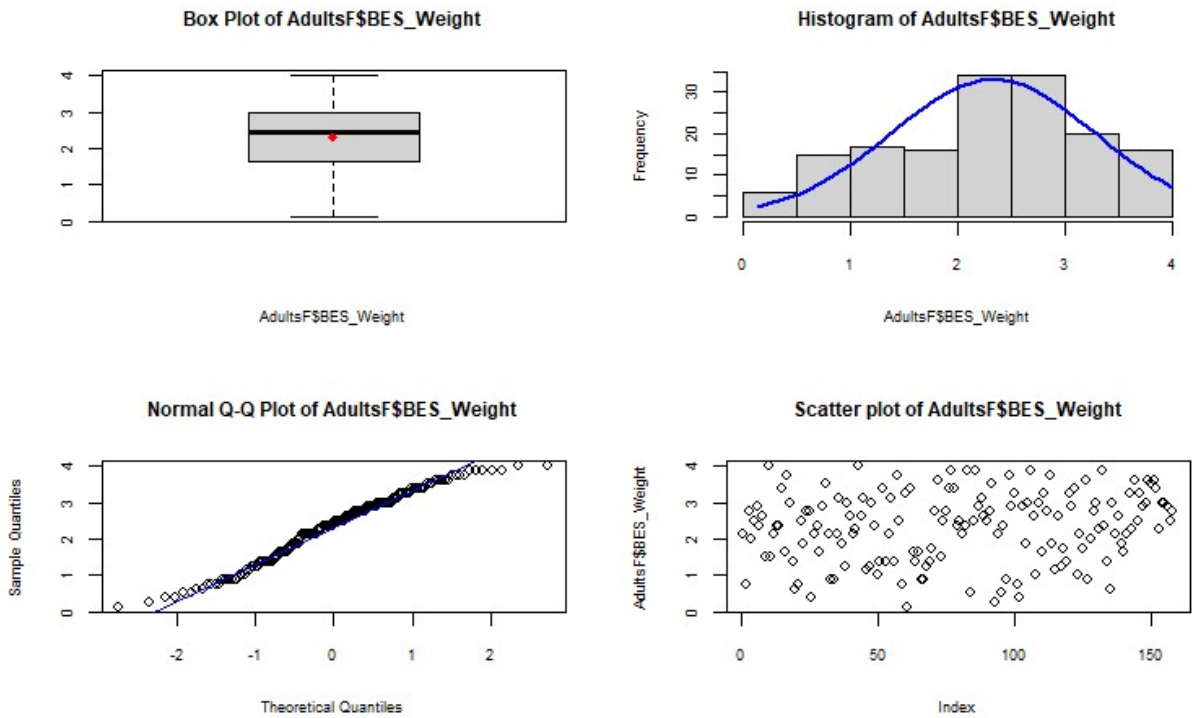 Box Plot of AdultsF$BES_Weight
4
3
2
1
0
AdultsF$BES_Weight
Histogram of AdultsF$BES_Weight
Frequency
30
20
10
0
0 1 2 3 4
AdultsF$BES_Weight
Normal Q-Q Plot of AdultsF$BES_Weight
Sample Quantiles
4
3
2
1
0
-2 -1 0 1 2
Theoretical Quantiles
Scatter plot of AdultsF$BES_Weight
AdultsF$BES_Weight
4
3
2
1
0
0 50 100 150
Index